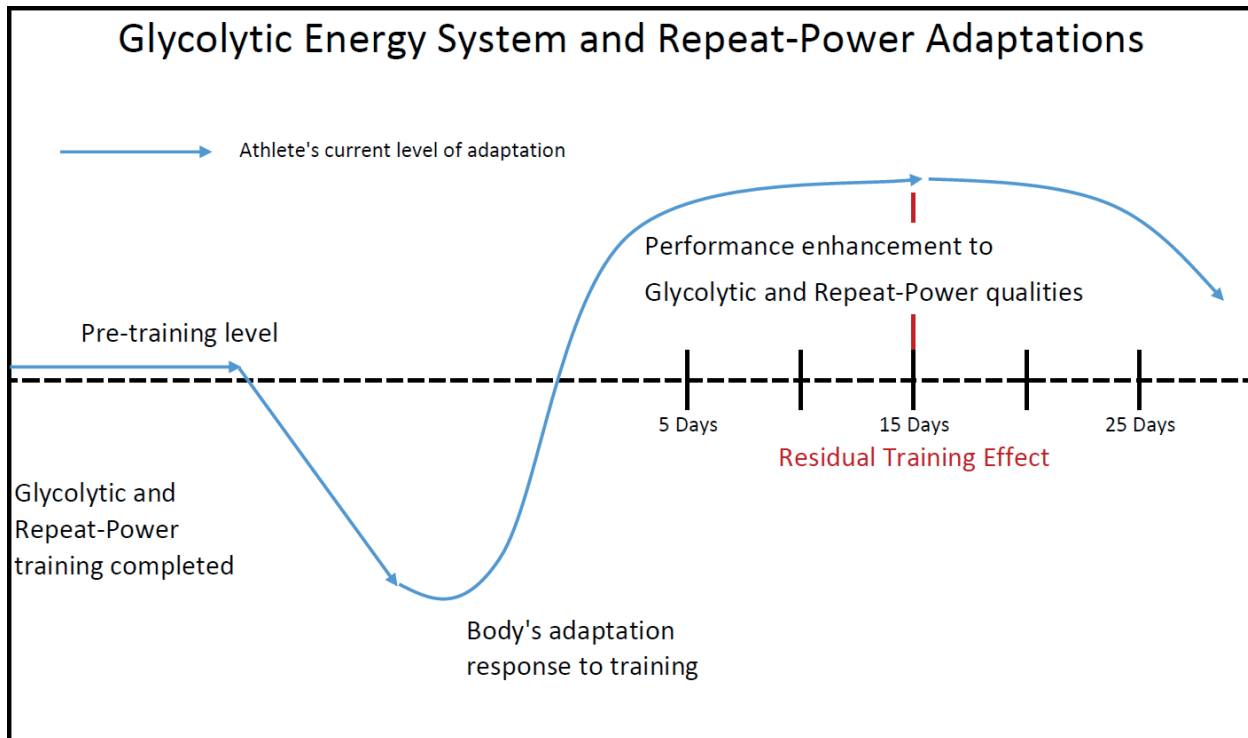 Glycolytic Energy System and Repeat-Power Adaptations
Athlete's current level of adaptation
Performance enhancement to
Glycolytic and Repeat-Power qualities
Pre-training level
5 Days
15 Days
25 Days
Residual Training Effect
Glycolytic and
Repeat-Power
training completed
Body's adaptation
response to training